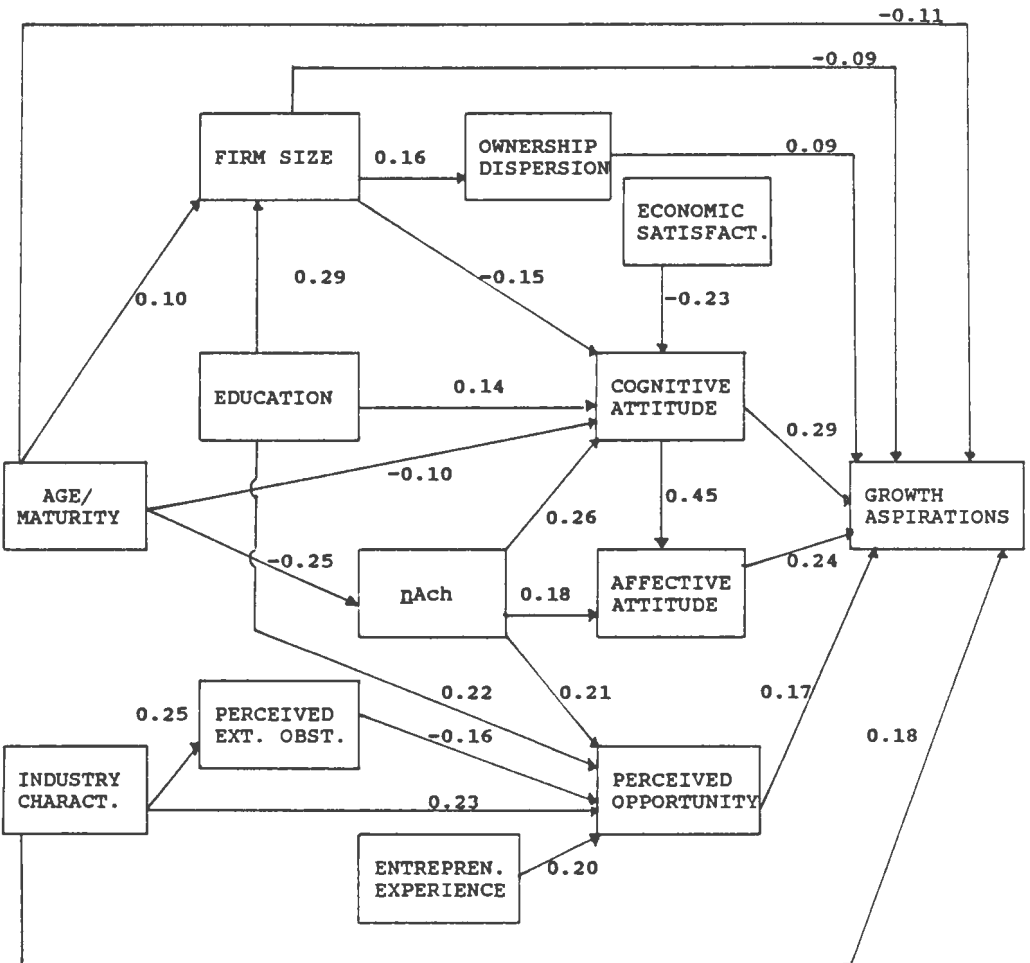 -0.11
-0.09
FIRM SIZE
0.16
OWNERSHIP
DISPERSION
0.09
ECONOMIC
SATISFACT.
0.10
0.29
-0.15
-0.23
EDUCATION
0.14
COGNITIVE
ATTITUDE
0.29
-0.10
AGE/
MATURITY
0.26
0.45
GROWTH
ASPIRATIONS
-0.25
nAch
0.18
AFFECTIVE
ATTITUDE
0.24
0.22
0.21
0.17
0.25
PERCEIVED
EXT. OBST.
-0.16
0.18
INDUSTRY
CHARACT.
0.23
PERCEIVED
OPPORTUNITY
ENTREPREN.
EXPERIENCE
0.20